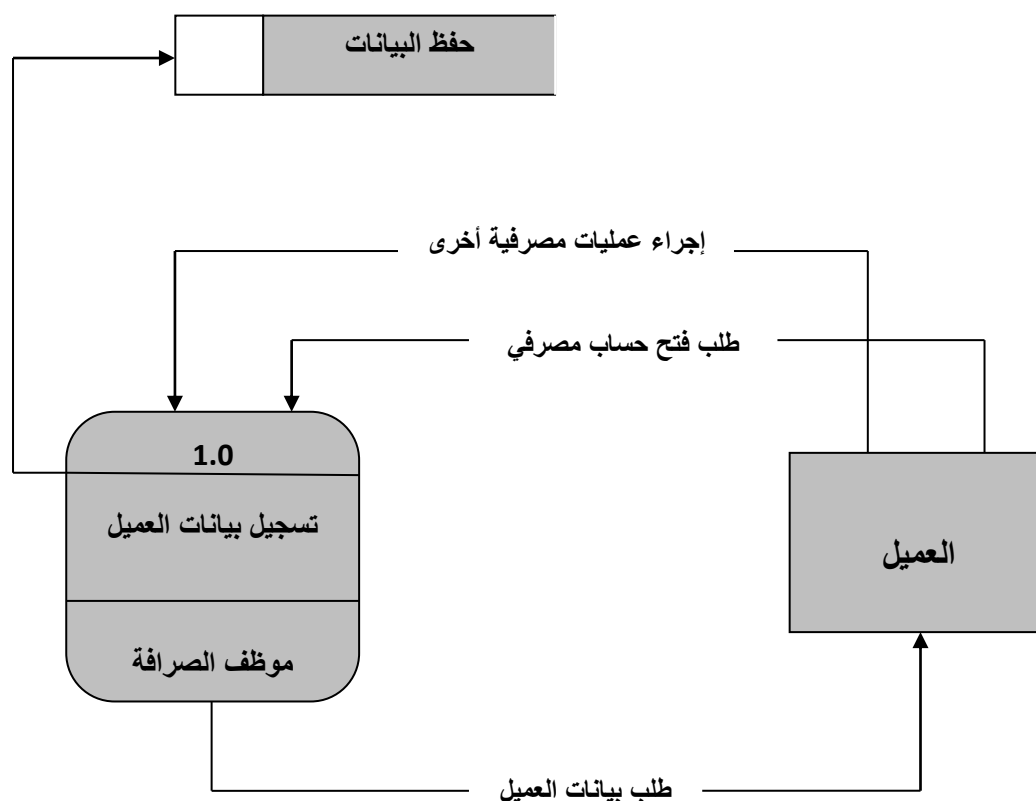 حفظ البيانات
إجراء عمليات مصرفية أخرى
طلب فتح حساب مصرفي
1.0
تسجيل بيانات العميل
العميل
موظف الصرافة
طلب بيانات العميل